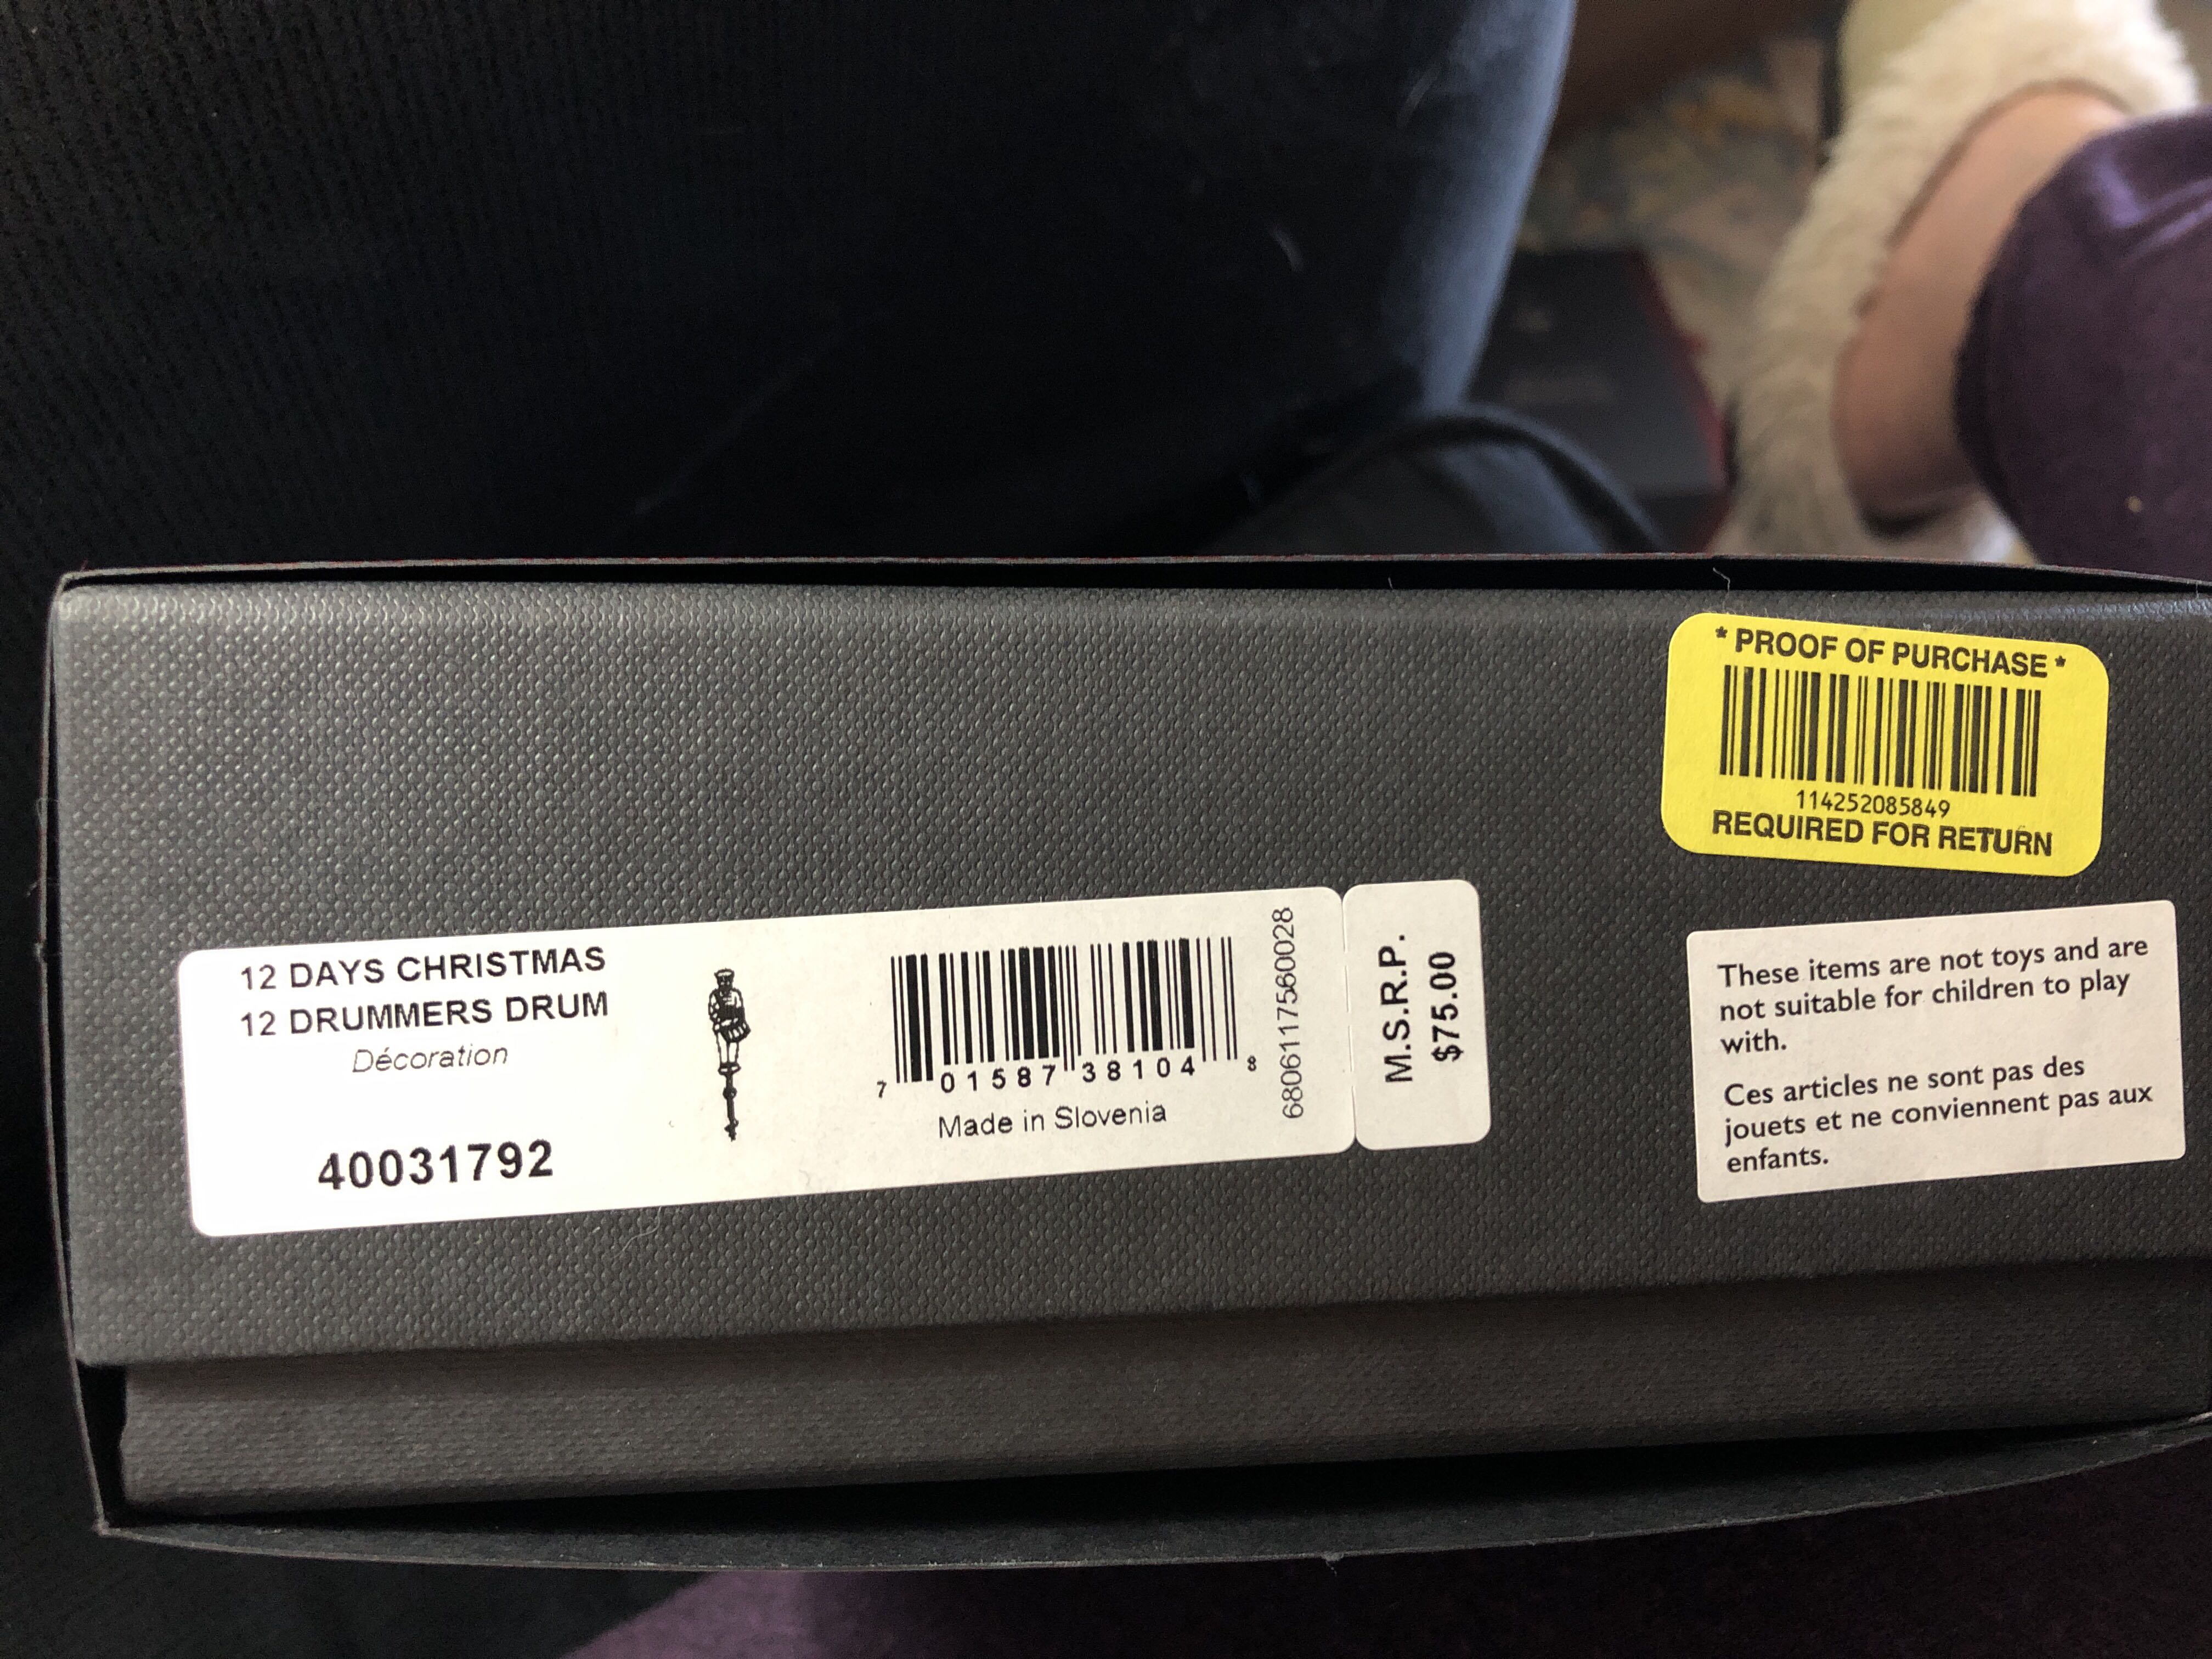 * PROOF OF PURCHASE *
114252085849
REQUIRED FOR RETURN
12 DAYS CHRISTMAS
12 DRUMMERS DRUM
Décoration
40031792
7 01587 38104 8
Made in Slovenia
68061175600028
M.S.R.P.
$75.00
These items are not toys and are
not suitable for children to play
with.
Ces articles ne sont pas des
jouets et ne conviennent pas aux
enfants.